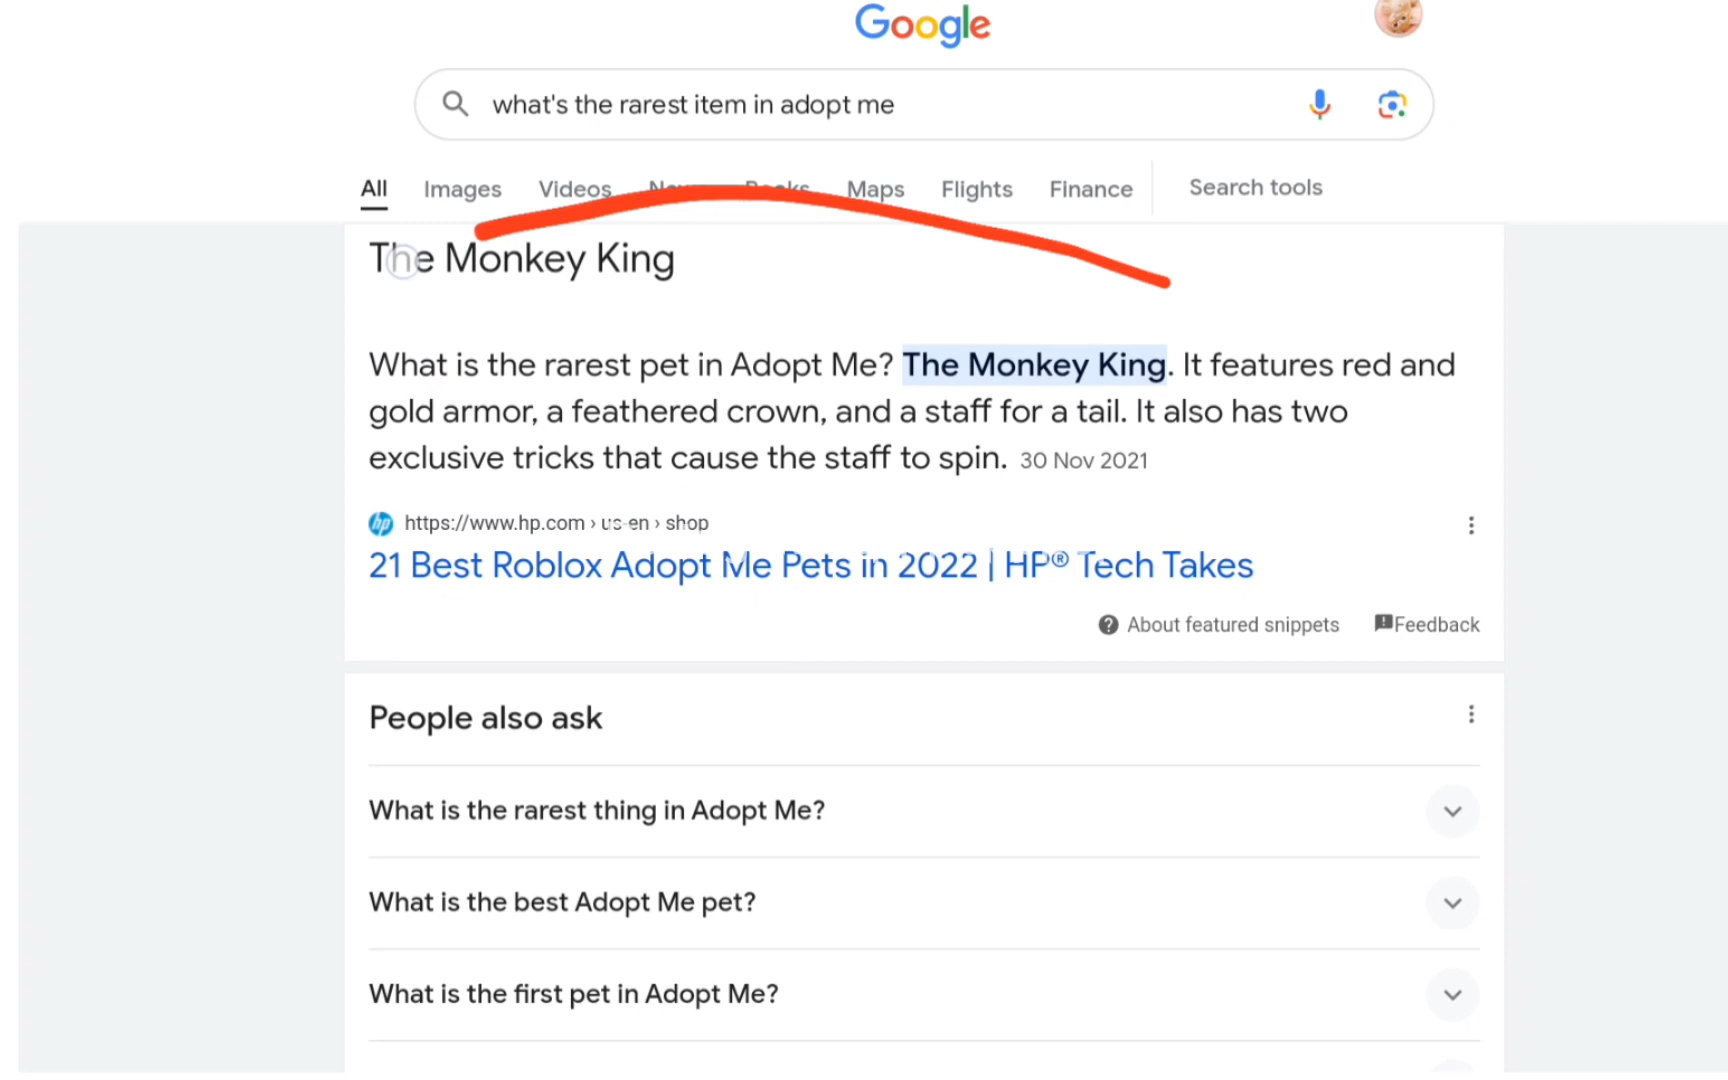 Google
what's the rarest item in adopt me
All Images Videos News Books Maps Flights Finance Search tools
The Monkey King
What is the rarest pet in Adopt Me? The Monkey King. It features red and
gold armor, a feathered crown, and a staff for a tail. It also has two
exclusive tricks that cause the staff to spin. 30 Nov 2021
hp https://www.hp.com › us-en › shop
21 Best Roblox Adopt Me Pets in 2022 | HP® Tech Takes
About featured snippets Feedback
People also ask
What is the rarest thing in Adopt Me?
What is the best Adopt Me pet?
What is the first pet in Adopt Me?